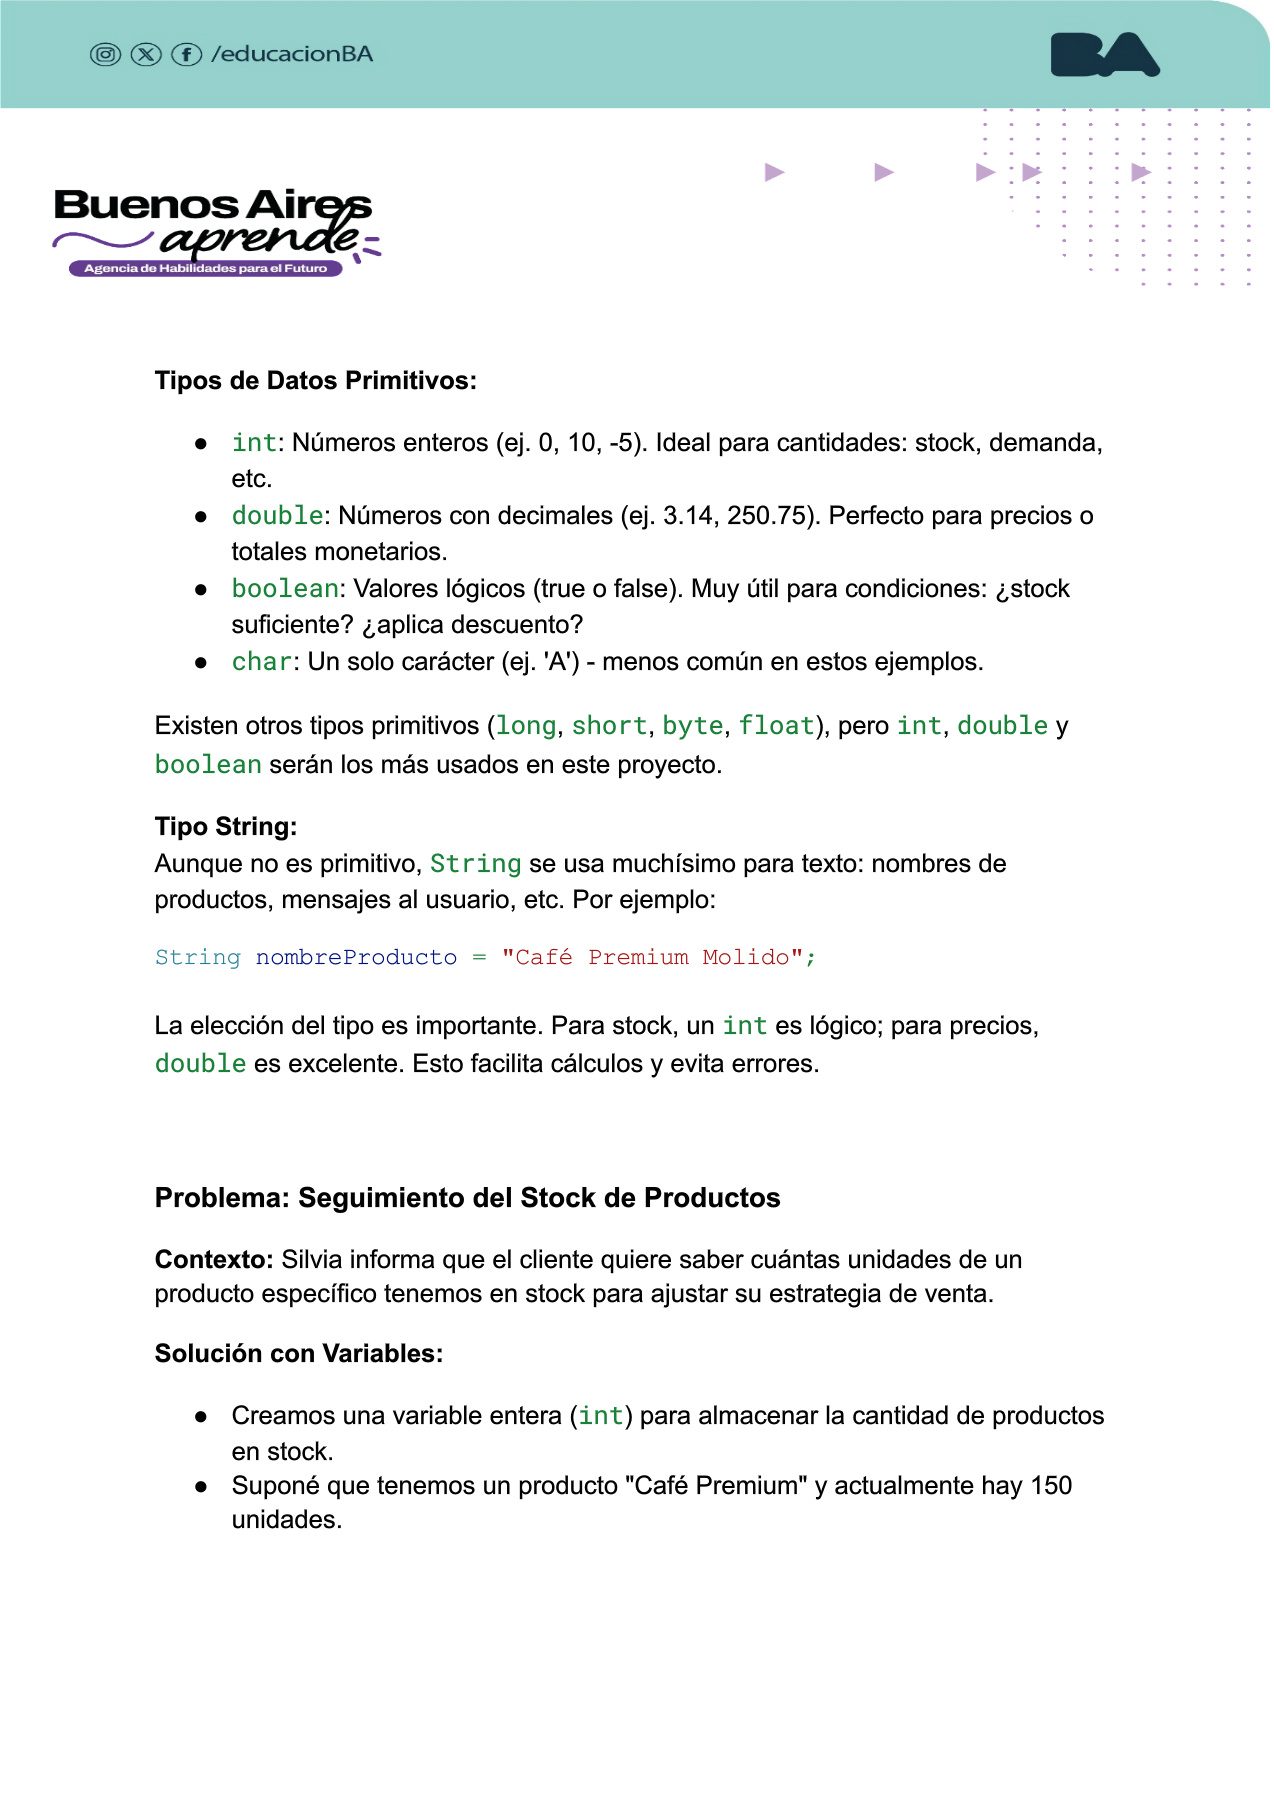 /educacionBA
BA
Buenos Aires
aprende
Agencia de Habilidades para el Futuro
Tipos de Datos Primitivos:
● int: Números enteros (ej. 0, 10, -5). Ideal para cantidades: stock, demanda,
etc.
● double: Números con decimales (ej. 3.14, 250.75). Perfecto para precios o
totales monetarios.
● boolean: Valores lógicos (true o false). Muy útil para condiciones: ¿stock
suficiente? ¿aplica descuento?
● char: Un solo carácter (ej. 'A') - menos común en estos ejemplos.
Existen otros tipos primitivos (long, short, byte, float), pero int, double y
boolean serán los más usados en este proyecto.
Tipo String:
Aunque no es primitivo, String se usa muchísimo para texto: nombres de
productos, mensajes al usuario, etc. Por ejemplo:
String nombreProducto = "Café Premium Molido";
La elección del tipo es importante. Para stock, un int es lógico; para precios,
double es excelente. Esto facilita cálculos y evita errores.
Problema: Seguimiento del Stock de Productos
Contexto: Silvia informa que el cliente quiere saber cuántas unidades de un
producto específico tenemos en stock para ajustar su estrategia de venta.
Solución con Variables:
● Creamos una variable entera (int) para almacenar la cantidad de productos
en stock.
● Suponé que tenemos un producto "Café Premium" y actualmente hay 150
unidades.